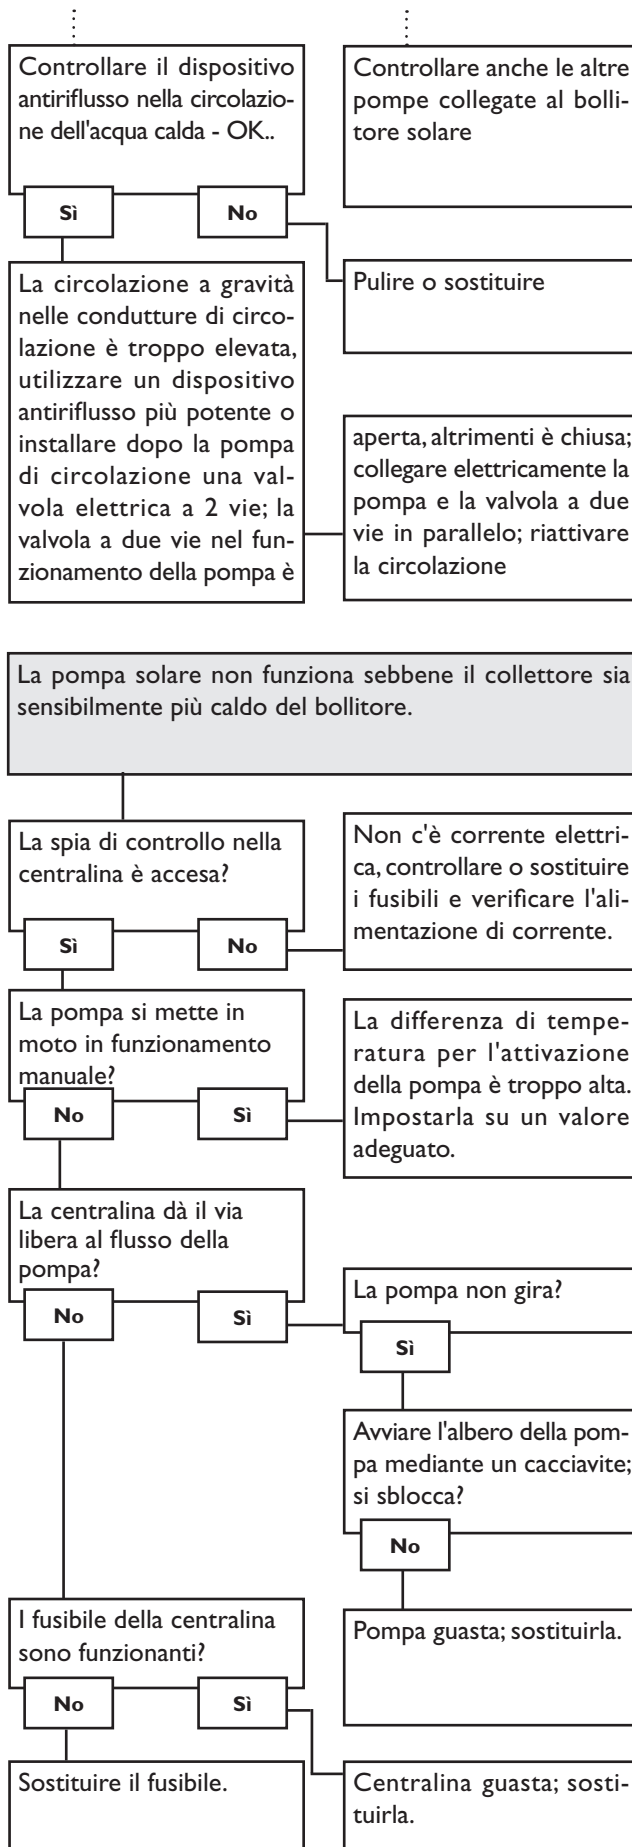 Controllare il dispositivo
antiriflusso nella circolazio-
ne dell'acqua calda - OK..
Controllare anche le altre
pompe collegate al bolli-
tore solare
Sì
No
La circolazione a gravità
nelle condutture di circo-
lazione è troppo elevata,
utilizzare un dispositivo
antiriflusso più potente o
installare dopo la pompa
di circolazione una val-
vola elettrica a 2 vie; la
valvola a due vie nel fun-
zionamento della pompa è
Pulire o sostituire
aperta, altrimenti è chiusa;
collegare elettricamente la
pompa e la valvola a due
vie in parallelo; riattivare
la circolazione
La pompa solare non funziona sebbene il collettore sia
sensibilmente più caldo del bollitore.
La spia di controllo nella
centralina è accesa?
Non c'è corrente elettri-
ca, controllare o sostituire
i fusibili e verificare l'ali-
mentazione di corrente.
Sì
No
La pompa si mette in
moto in funzionamento
manuale?
La differenza di tempe-
ratura per l'attivazione
della pompa è troppo alta.
Impostarla su un valore
adeguato.
No
Sì
La centralina dà il via
libera al flusso della
pompa?
La pompa non gira?
No
Sì
Sì
Avviare l'albero della pom-
pa mediante un cacciavite;
si sblocca?
No
I fusibile della centralina
sono funzionanti?
Pompa guasta; sostituirla.
No
Sì
Sostituire il fusibile.
Centralina guasta; sosti-
tuirla.